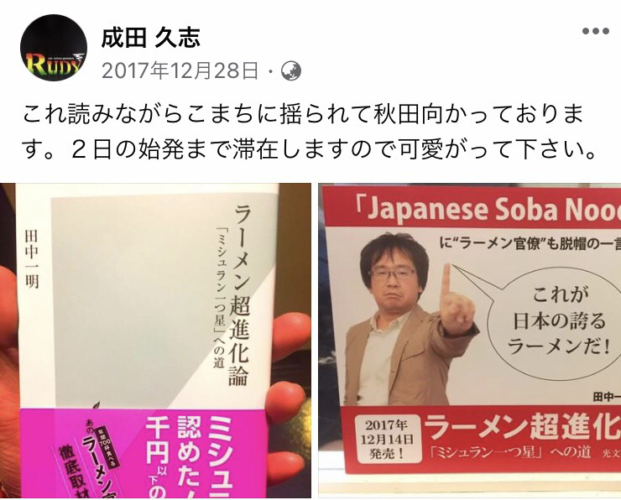 RUDY
成田 久志
2017年12月28日・
これ読みながらこまちに揺られて秋田向かっておりま
す。２日の始発まで滞在しますので可愛がって下さい。
ラーメン超進化論
「ミシュラン一つ星」への道
田中一明
ミシュラ
認めた
千円以下の
あの
ラーメン官
徹底取材
「Japanese Soba Nood
に“ラーメン官僚”も脱帽の一言
これが
日本の誇る
ラーメンだ!
田中一
2017年
12月14日
発売!
ラーメン超進化
「ミシュラン一つ星」への道 光文